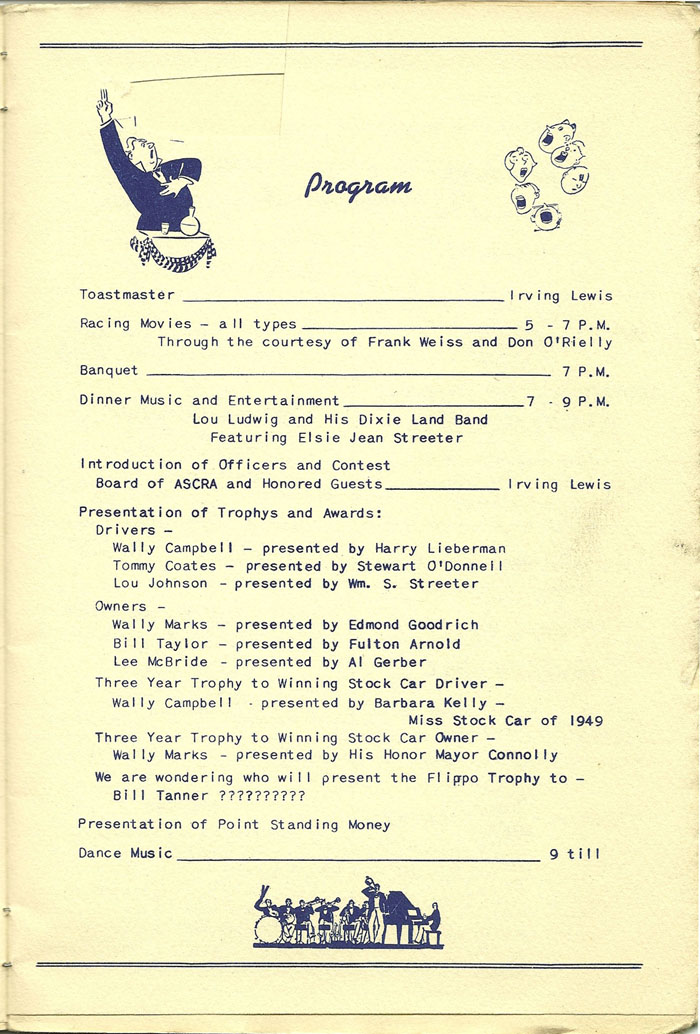 Program
Toastmaster Irving Lewis
Racing Movies - all types 5 - 7 P.M.
Through the courtesy of Frank Weiss and Don O'Rielly
Banquet 7 P.M.
Dinner Music and Entertainment 7 - 9 P.M.
Lou Ludwig and His Dixie Land Band
Featuring Elsie Jean Streeter
Introduction of Officers and Contest
Board of ASCRA and Honored Guests Irving Lewis
Presentation of Trophys and Awards:
Drivers -
Wally Campbell - presented by Harry Lieberman
Tommy Coates - presented by Stewart O'Donnell
Lou Johnson - presented by Wm. S. Streeter
Owners -
Wally Marks - presented by Edmond Goodrich
Bill Taylor - presented by Fulton Arnold
Lee McBride - presented by Al Gerber
Three Year Trophy to Winning Stock Car Driver -
Wally Campbell - presented by Barbara Kelly -
Miss Stock Car of 1949
Three Year Trophy to Winning Stock Car Owner -
Wally Marks - presented by His Honor Mayor Connolly
We are wondering who will present the Flippo Trophy to -
Bill Tanner ??????????
Presentation of Point Standing Money
Dance Music 9 till